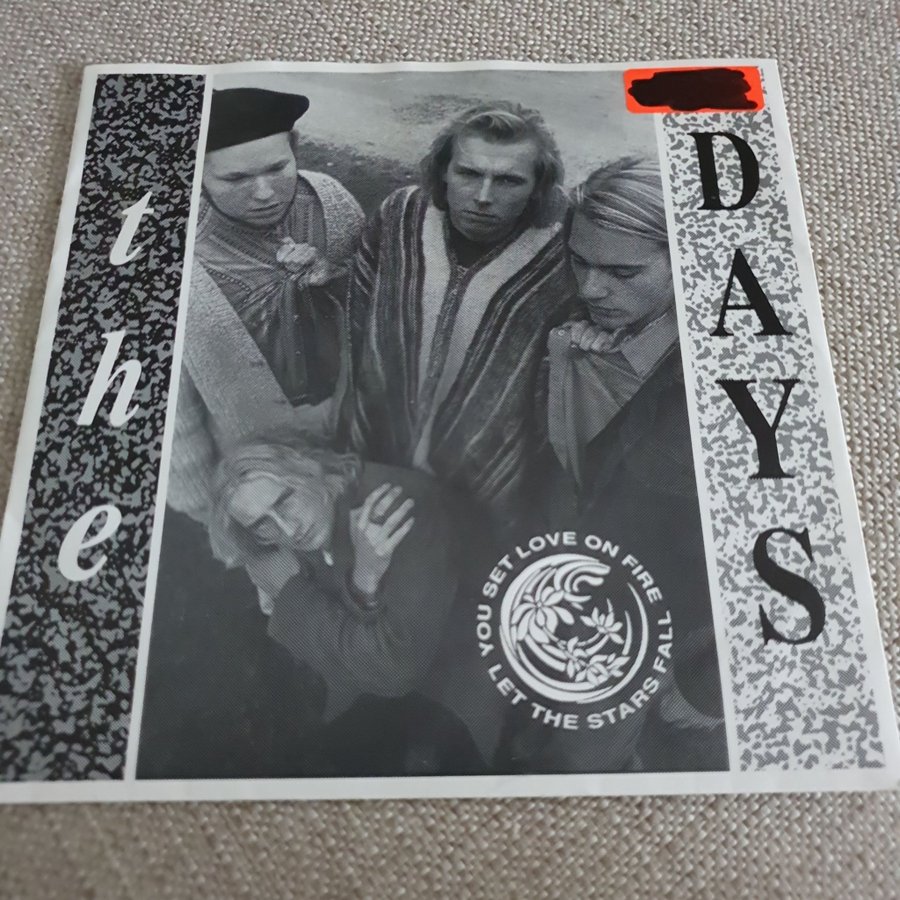 the
DAYS
YOU SET LOVE ON FIRE
LET THE STARS FALL